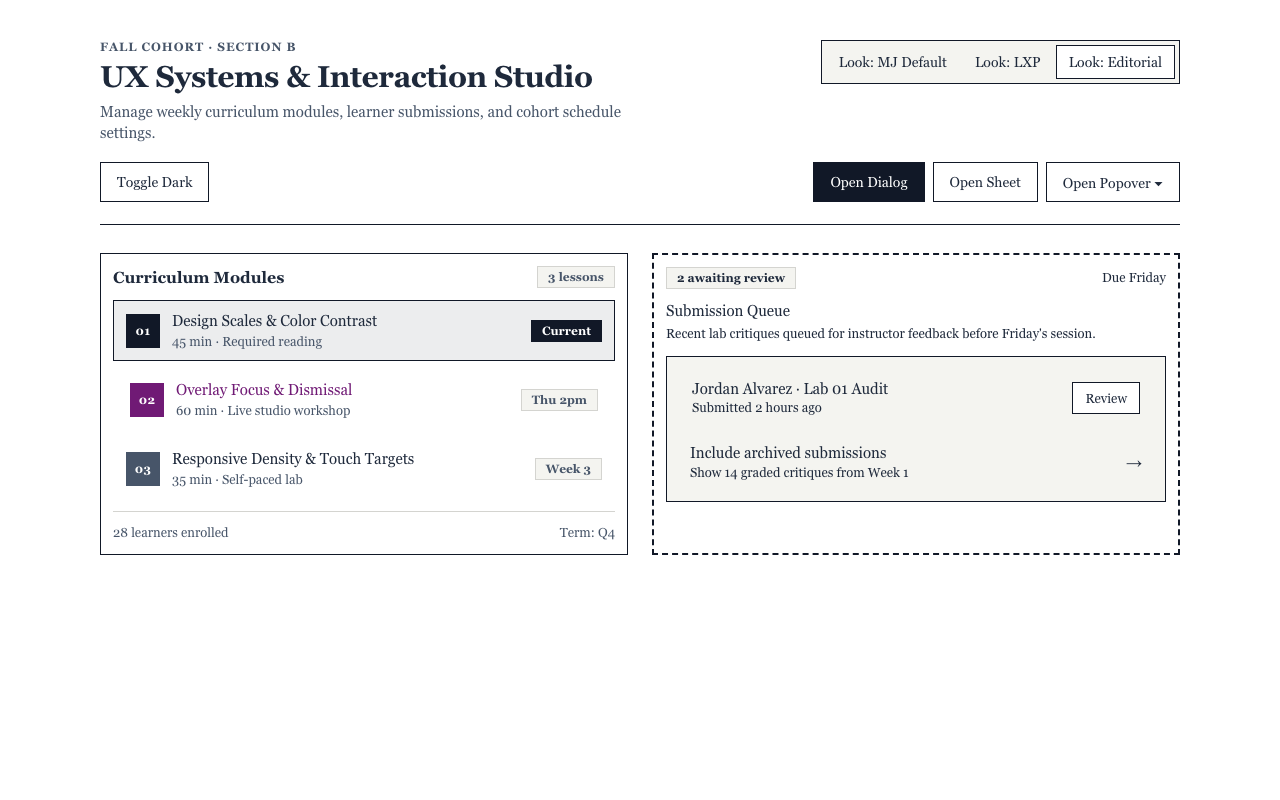 FALL COHORT · SECTION B
UX Systems & Interaction Studio
Manage weekly curriculum modules, learner submissions, and cohort schedule
settings.
Look: MJ Default
Look: LXP
Look: Editorial
Toggle Dark
Open Dialog
Open Sheet
Open Popover
Curriculum Modules
3 lessons
01
Design Scales & Color Contrast
45 min · Required reading
Current
02
Overlay Focus & Dismissal
60 min · Live studio workshop
Thu 2pm
03
Responsive Density & Touch Targets
35 min · Self-paced lab
Week 3
28 learners enrolled
Term: Q4
2 awaiting review
Due Friday
Submission Queue
Recent lab critiques queued for instructor feedback before Friday's session.
Jordan Alvarez · Lab 01 Audit
Submitted 2 hours ago
Review
Include archived submissions
Show 14 graded critiques from Week 1
→